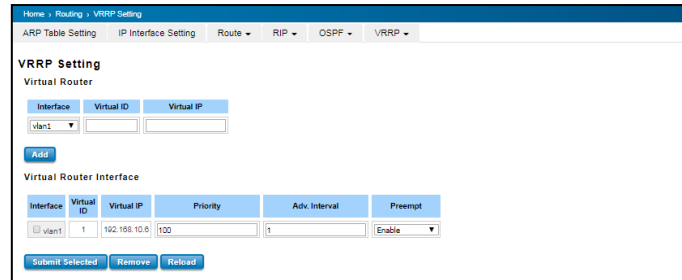 Home › Routing › VRRP Setting
ARP Table Setting IP Interface Setting Route RIP OSPF VRRP
VRRP Setting
Virtual Router
Interface Virtual ID Virtual IP
vlan1
Add
Virtual Router Interface
Interface Virtual ID Virtual IP Priority Adv. Interval Preempt
vlan1 1 192.168.10.6 100 1 Enable
Submit Selected Remove Reload